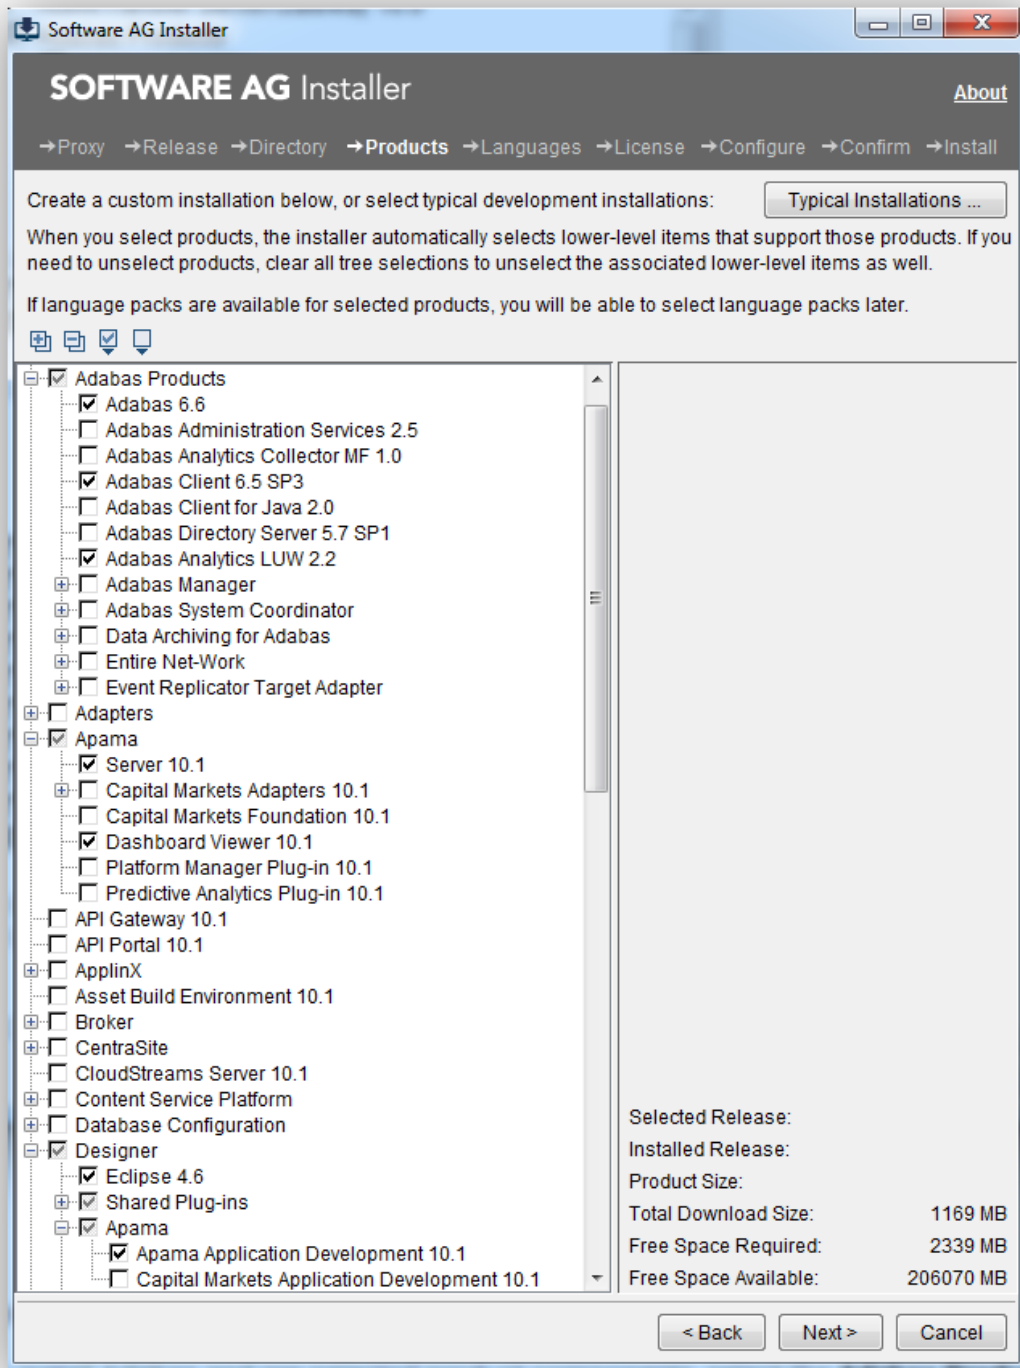 Software AG Installer
SOFTWARE AG Installer
About
→Proxy →Release →Directory →Products →Languages →License →Configure →Confirm →Install
Create a custom installation below, or select typical development installations:
Typical Installations ...
When you select products, the installer automatically selects lower-level items that support those products. If you
need to unselect products, clear all tree selections to unselect the associated lower-level items as well.
If language packs are available for selected products, you will be able to select language packs later.
Adabas Products
Adabas 6.6
Adabas Administration Services 2.5
Adabas Analytics Collector MF 1.0
Adabas Client 6.5 SP3
Adabas Client for Java 2.0
Adabas Directory Server 5.7 SP1
Adabas Analytics LUW 2.2
Adabas Manager
Adabas System Coordinator
Data Archiving for Adabas
Entire Net-Work
Event Replicator Target Adapter
Adapters
Apama
Server 10.1
Capital Markets Adapters 10.1
Capital Markets Foundation 10.1
Dashboard Viewer 10.1
Platform Manager Plug-in 10.1
Predictive Analytics Plug-in 10.1
API Gateway 10.1
API Portal 10.1
ApplinX
Asset Build Environment 10.1
Broker
CentraSite
CloudStreams Server 10.1
Content Service Platform
Database Configuration
Designer
Eclipse 4.6
Shared Plug-ins
Apama
Apama Application Development 10.1
Capital Markets Application Development 10.1
Selected Release:
Installed Release:
Product Size:
Total Download Size: 1169 MB
Free Space Required: 2339 MB
Free Space Available: 206070 MB
< Back
Next >
Cancel